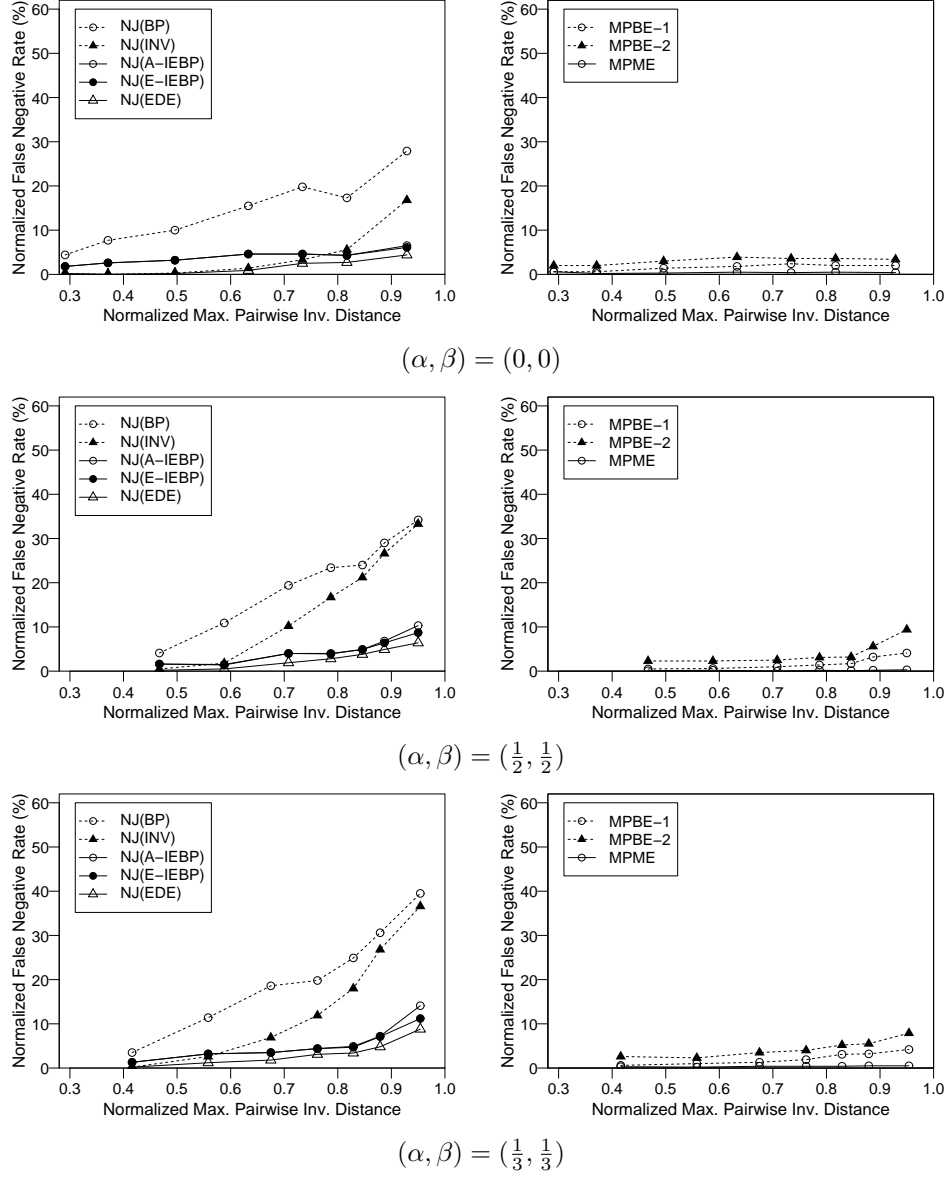 Normalized False Negative Rate (%)
60
50
40
30
20
10
0
NJ(BP)
NJ(INV)
NJ(A−IEBP)
NJ(E−IEBP)
NJ(EDE)
0.3 0.4 0.5 0.6 0.7 0.8 0.9 1.0
Normalized Max. Pairwise Inv. Distance
Normalized False Negative Rate (%)
60
50
40
30
20
10
0
MPBE−1
MPBE−2
MPME
0.3 0.4 0.5 0.6 0.7 0.8 0.9 1.0
Normalized Max. Pairwise Inv. Distance
(α, β) = (0, 0)
Normalized False Negative Rate (%)
60
50
40
30
20
10
0
NJ(BP)
NJ(INV)
NJ(A−IEBP)
NJ(E−IEBP)
NJ(EDE)
0.3 0.4 0.5 0.6 0.7 0.8 0.9 1.0
Normalized Max. Pairwise Inv. Distance
Normalized False Negative Rate (%)
60
50
40
30
20
10
0
MPBE−1
MPBE−2
MPME
0.3 0.4 0.5 0.6 0.7 0.8 0.9 1.0
Normalized Max. Pairwise Inv. Distance
(α, β) = (1/2, 1/2)
Normalized False Negative Rate (%)
60
50
40
30
20
10
0
NJ(BP)
NJ(INV)
NJ(A−IEBP)
NJ(E−IEBP)
NJ(EDE)
0.3 0.4 0.5 0.6 0.7 0.8 0.9 1.0
Normalized Max. Pairwise Inv. Distance
Normalized False Negative Rate (%)
60
50
40
30
20
10
0
MPBE−1
MPBE−2
MPME
0.3 0.4 0.5 0.6 0.7 0.8 0.9 1.0
Normalized Max. Pairwise Inv. Distance
(α, β) = (1/3, 1/3)